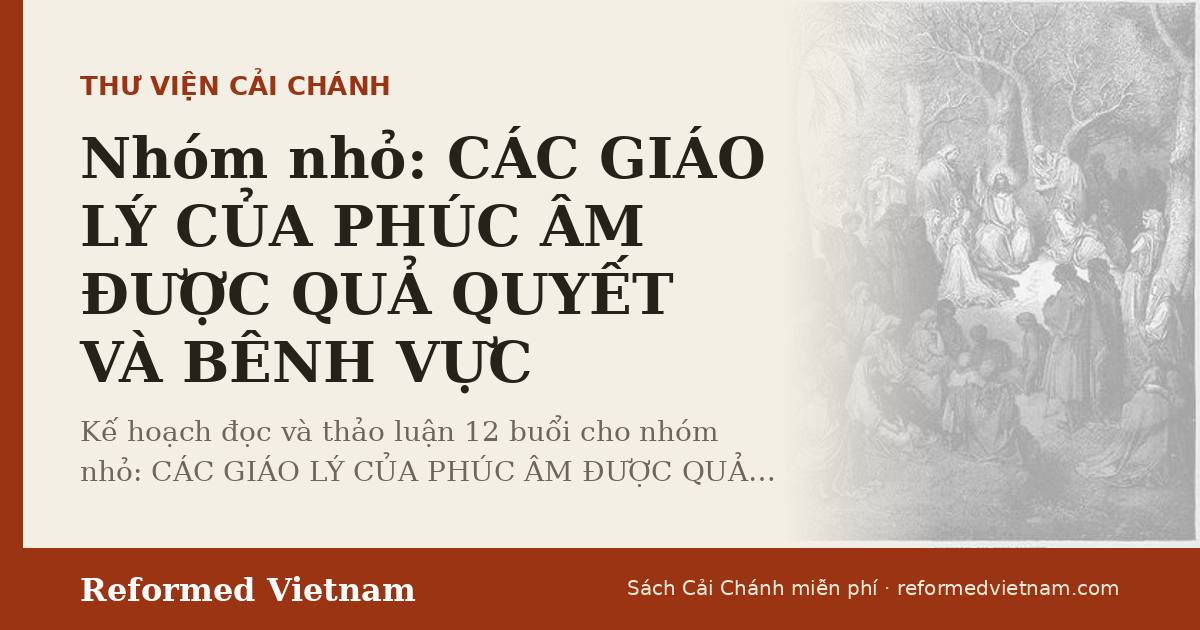 THƯ VIỆN CẢI CHÁNH
Nhóm nhỏ: CÁC GIÁO
LÝ CỦA PHÚC ÂM
ĐƯỢC QUẢ QUYẾT
VÀ BÊNH VỰC
Kế hoạch đọc và thảo luận 12 buổi cho nhóm
nhỏ: CÁC GIÁO LÝ CỦA PHÚC ÂM ĐƯỢC QUẢ...
Reformed Vietnam
Sách Cải Chánh miễn phí · reformedvietnam.com